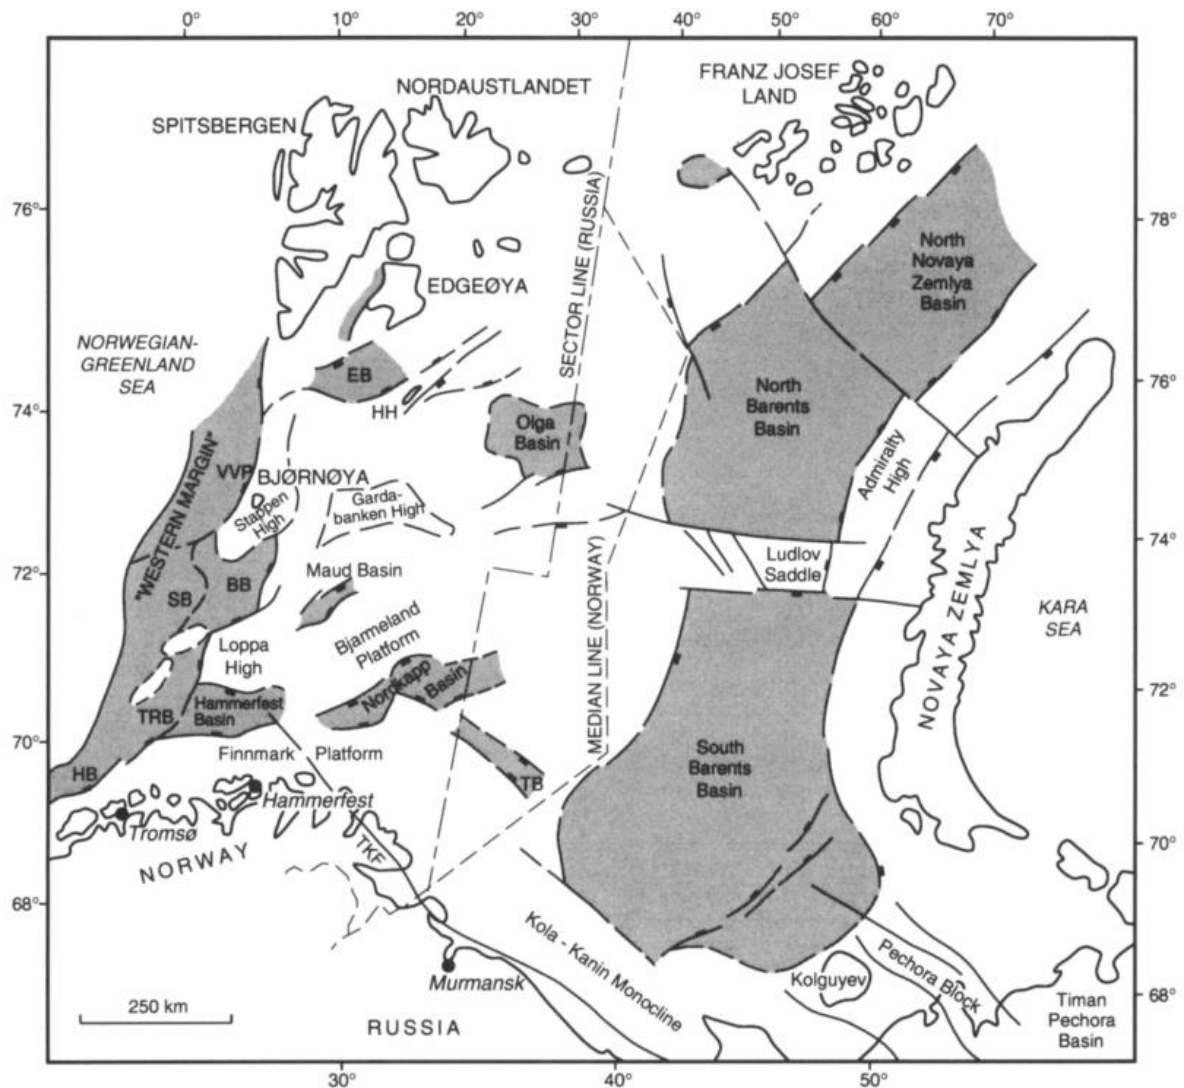 0° 10° 20° 30° 40° 50° 60° 70°
NORDAUSTLANDET
FRANZ JOSEF
LAND
SPITSBERGEN
76°
78°
EDGEØYA
North
Novaya
Zemlya
Basin
NORWEGIAN-
GREENLAND
SEA
SECTOR LINE (RUSSIA)
EB
HH
North
Barents
Basin
76°
74°
Olga
Basin
Admiralty
High
VVP
BJØRNØYA
Stappen
High
Garda-
banken High
"WESTERN MARGIN"
74°
72°
Ludlov
Saddle
Maud Basin
SB
BB
MEDIAN LINE (NORWAY)
NOVAYA ZEMLYA
KARA
SEA
Loppa
High
Bjarmeland
Platform
Nordkapp
Basin
72°
TRB
Hammerfest
Basin
70°
Finnmark Platform
South
Barents
Basin
HB
TB
Hammerfest
Tromsø
NORWAY
TKF
70°
68°
Kola - Kanin Monocline
Murmansk
Kolguyev
Pechora Block
Timan
Pechora
Basin
68°
250 km
RUSSIA
30° 40° 50°